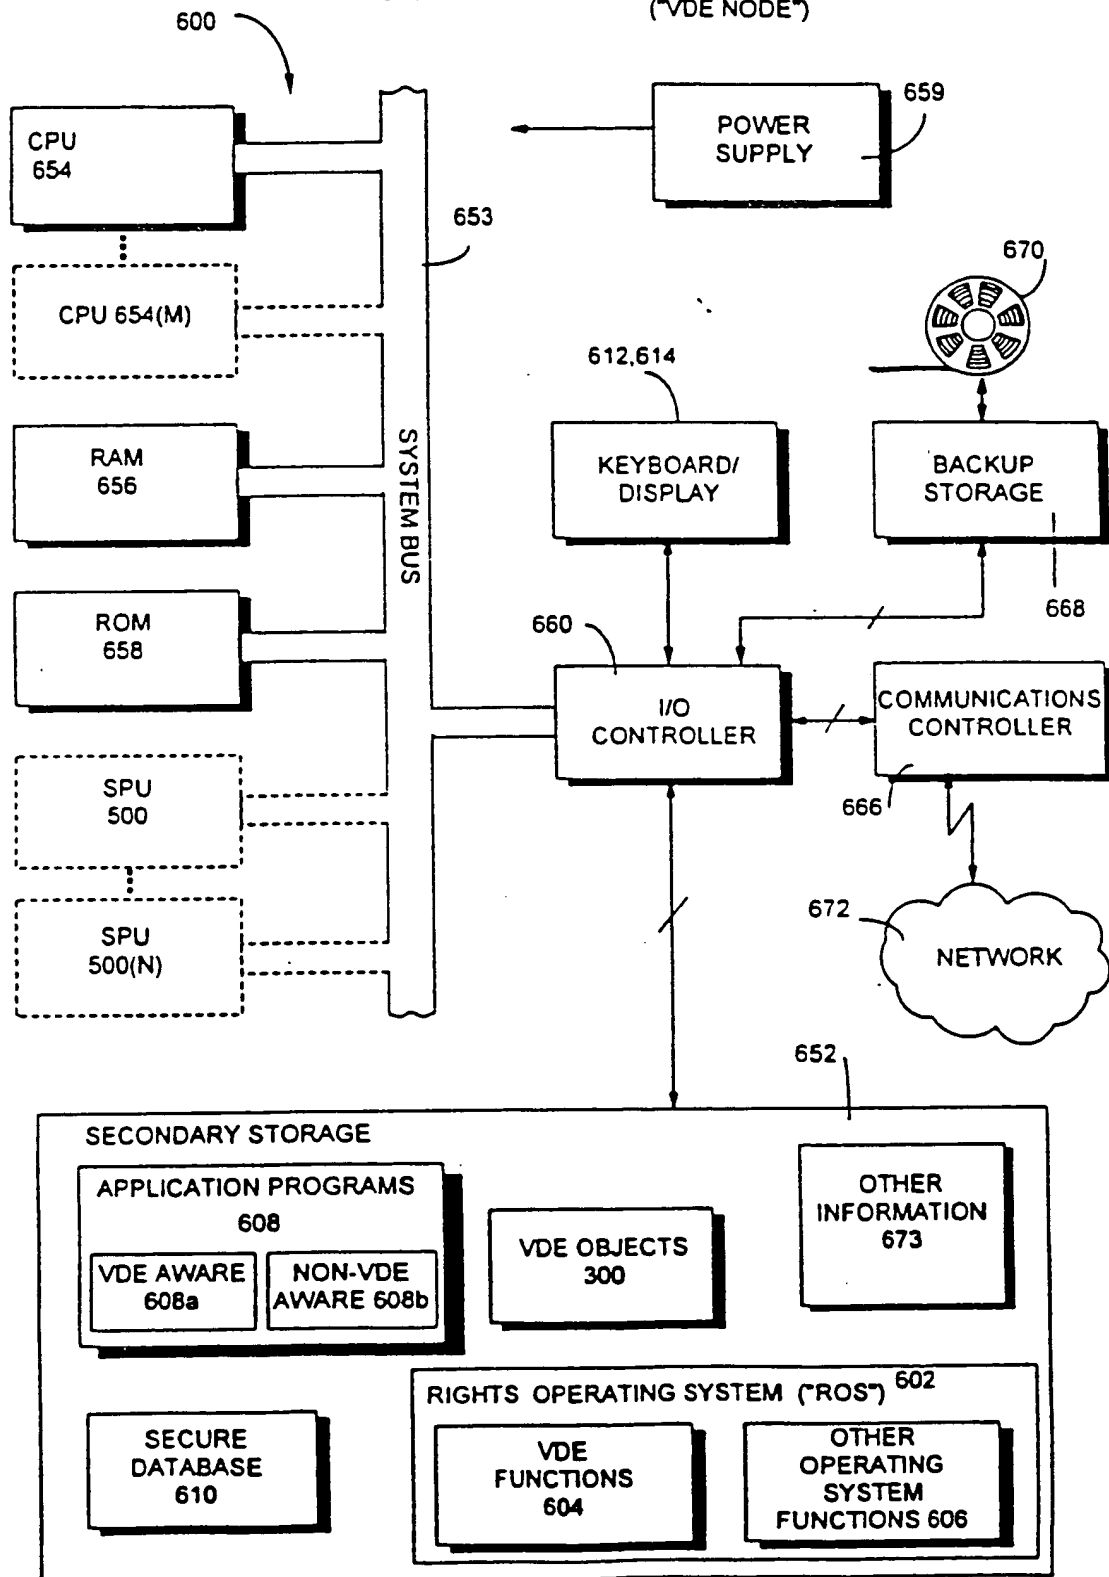 ("VDE NODE")
600
CPU
654
POWER
SUPPLY
659
653
CPU 654(M)
670
612,614
RAM
656
SYSTEM BUS
KEYBOARD/
DISPLAY
BACKUP
STORAGE
668
ROM
658
660
I/O
CONTROLLER
COMMUNICATIONS
CONTROLLER
666
SPU
500
SPU
500(N)
672
NETWORK
652
SECONDARY STORAGE
APPLICATION PROGRAMS
608
VDE AWARE
608a
NON-VDE
AWARE 608b
VDE OBJECTS
300
OTHER
INFORMATION
673
SECURE
DATABASE
610
RIGHTS OPERATING SYSTEM ("ROS") 602
VDE
FUNCTIONS
604
OTHER
OPERATING
SYSTEM
FUNCTIONS 606